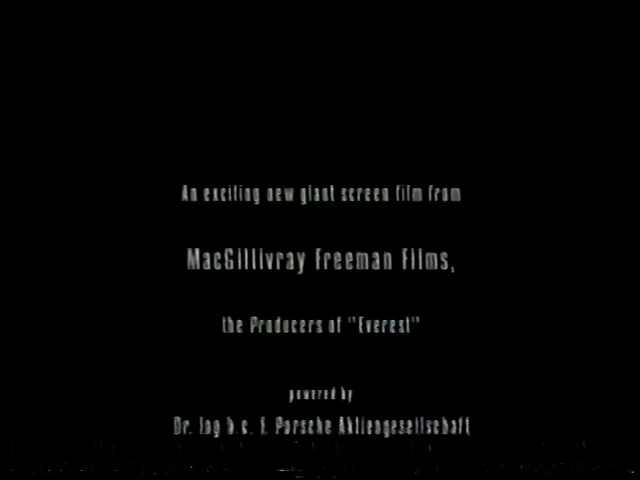 An exciting new giant screen film from
MacGillivray Freeman Films,
the Producers of "Everest"
powered by
Dr. Ing h.c. F. Porsche Aktiengesellschaft